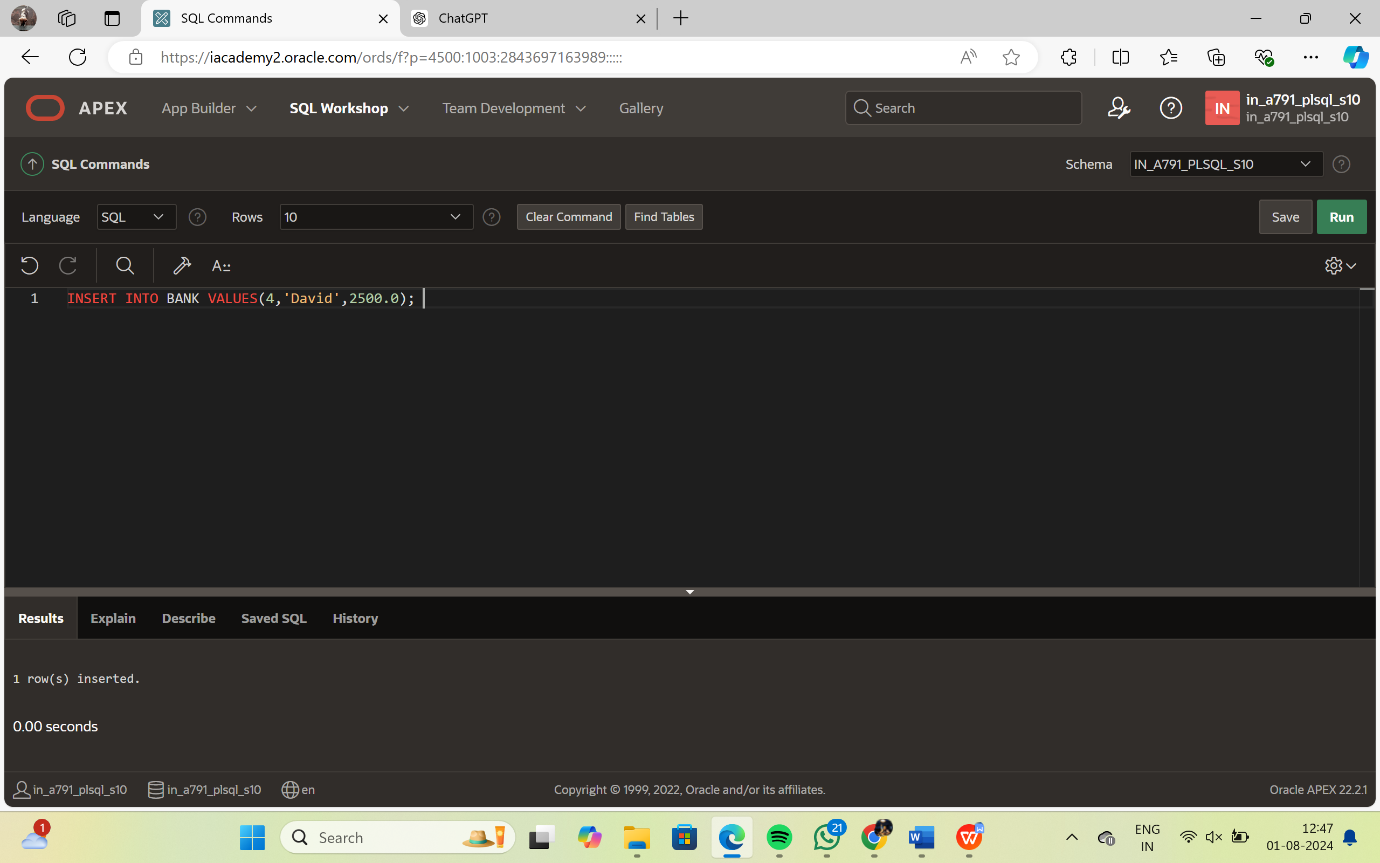 SQL Commands
ChatGPT
https://iacademy2.oracle.com/ords/f?p=4500:1003:2843697163989:::::
APEX App Builder SQL Workshop Team Development Gallery Search IN in_a791_plsql_s10
in_a791_plsql_s10
SQL Commands Schema IN_A791_PLSQL_S10
Language SQL Rows 10 Clear Command Find Tables Save Run
1 INSERT INTO BANK VALUES(4,'David',2500.0);
Results Explain Describe Saved SQL History
1 row(s) inserted.
0.00 seconds
in_a791_plsql_s10 in_a791_plsql_s10 en Copyright © 1999, 2022, Oracle and/or its affiliates. Oracle APEX 22.2.1
1 Search 21 ENG 12:47
IN 01-08-2024